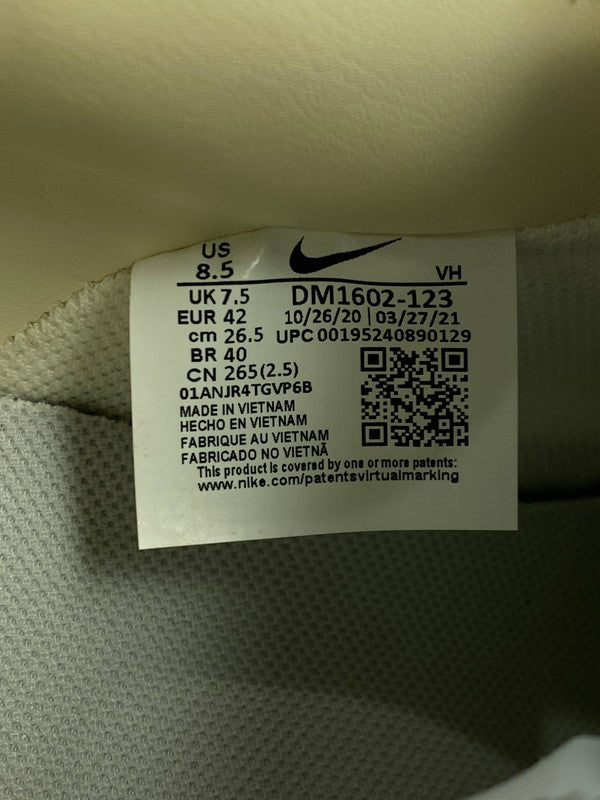 US
8.5
VH
UK 7.5 DM1602-123
EUR 42 10/26/20 | 03/27/21
cm 26.5 UPC 00195240890129
BR 40
CN 265(2.5)
01ANJR4TGVP6B
MADE IN VIETNAM
HECHO EN VIETNAM
FABRIQUE AU VIETNAM
FABRICADO NO VIETNÃ
This product is covered by one or more patents:
www.nike.com/patentsvirtualmarking